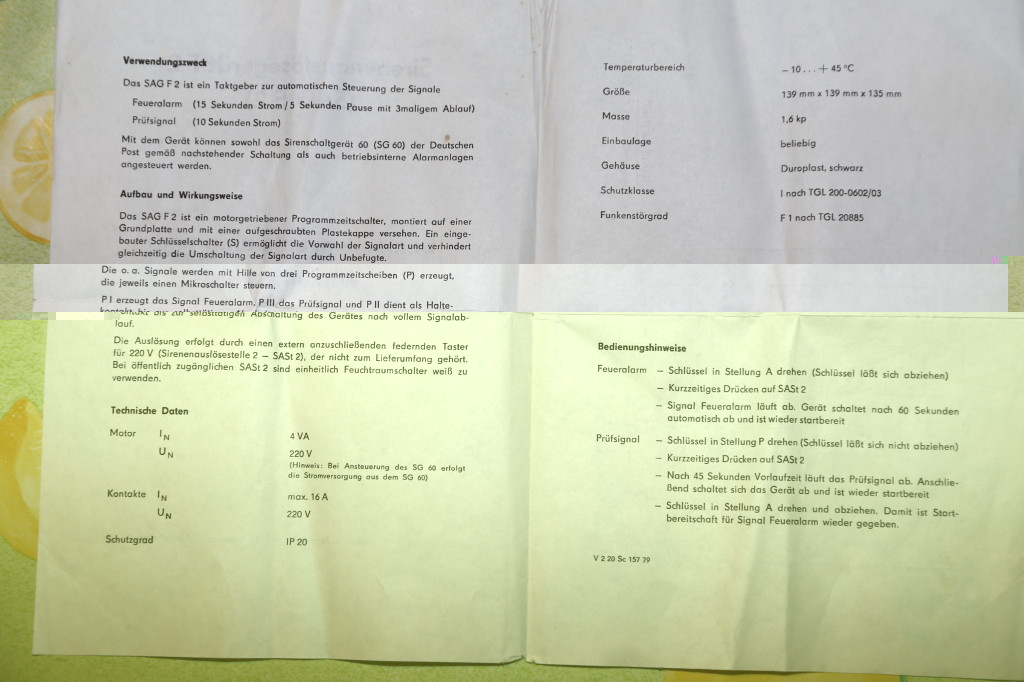 Verwendungszweck
Das SAG F 2 ist ein Taktgeber zur automatischen Steuerung der Signale
Feueralarm (15 Sekunden Strom / 5 Sekunden Pause mit 3maligem Ablauf)
Prüfsignal (10 Sekunden Strom)
Mit dem Gerät können sowohl das Sirenschaltgerät 60 (SG 60) der Deutschen
Post gemäß nachstehender Schaltung als auch betriebsinterne Alarmanlagen
angesteuert werden.
Aufbau und Wirkungsweise
Das SAG F 2 ist ein motorgetriebener Programmzeitschalter, montiert auf einer
Grundplatte und mit einer aufgeschraubten Plastekappe versehen. Ein einge-
bauter Schlüsselschalter (S) ermöglicht die Vorwahl der Signalart und verhindert
gleichzeitig die Umschaltung der Signalart durch Unbefugte.
Die o. a. Signale werden mit Hilfe von drei Programmzeitscheiben (P) erzeugt,
die jeweils einen Mikroschalter steuern.
P I erzeugt das Signal Feueralarm, P III das Prüfsignal und P II dient als Halte-
Abschaltung des Gerätes nach vollem Signalab-
lauf.
Die Auslösung erfolgt durch einen extern anzuschließenden federnden Taster
für 220 V (Sirenenauslösestelle 2 – SASt 2), der nicht zum Lieferumfang gehört.
Bei öffentlich zugänglichen SASt 2 sind einheitlich Feuchtraumschalter weiß zu
verwenden.
Technische Daten
Motor IN 4 VA
UN 220 V
(Hinweis: Bei Ansteuerung des SG 60 erfolgt
die Stromversorgung aus dem SG 60)
Kontakte IN max. 16 A
UN 220 V
Schutzgrad IP 20
Temperaturbereich – 10 . . . + 45 °C
Größe 139 mm x 139 mm x 135 mm
Masse 1,6 kp
Einbaulage beliebig
Gehäuse Duroplast, schwarz
Schutzklasse I nach TGL 200-0602/03
Funkenstörgrad F 1 nach TGL 20885
Bedienungshinweise
Feueralarm – Schlüssel in Stellung A drehen (Schlüssel läßt sich abziehen)
– Kurzzeitiges Drücken auf SASt 2
– Signal Feueralarm läuft ab. Gerät schaltet nach 60 Sekunden
automatisch ab und ist wieder startbereit
Prüfsignal – Schlüssel in Stellung P drehen (Schlüssel läßt sich nicht abziehen)
– Kurzzeitiges Drücken auf SASt 2
– Nach 45 Sekunden Vorlaufzeit läuft das Prüfsignal ab. Anschlie-
ßend schaltet sich das Gerät ab und ist wieder startbereit
– Schlüssel in Stellung A drehen und abziehen. Damit ist Start-
bereitschaft für Signal Feueralarm wieder gegeben.
V 2 20 Sc 157 79